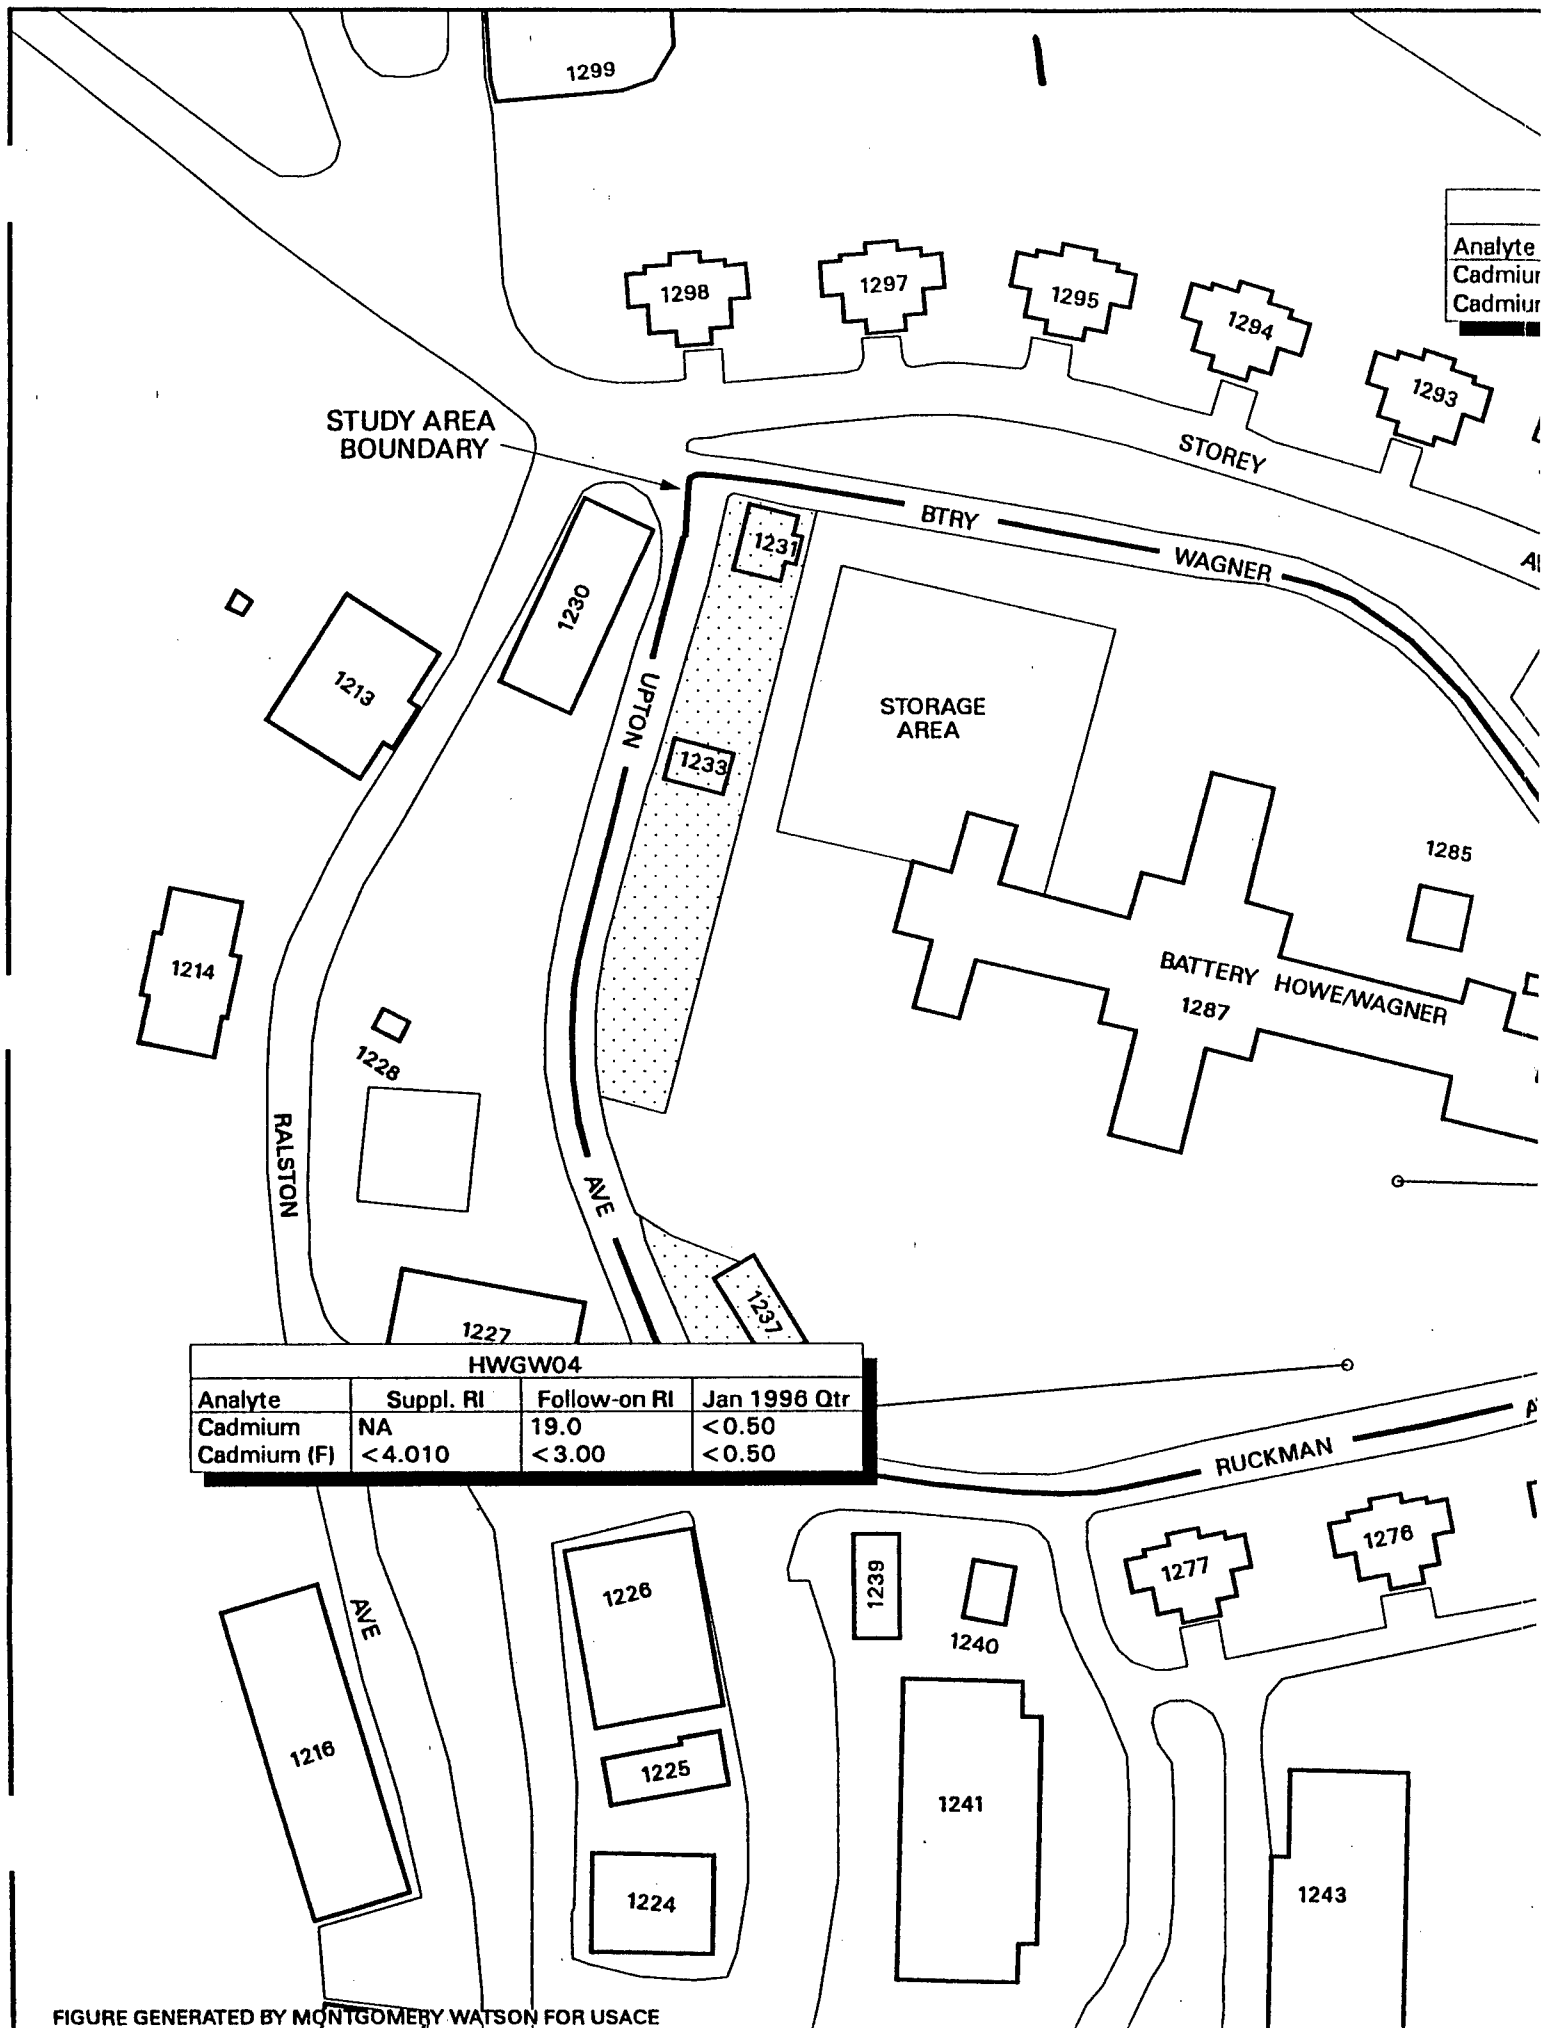 1299
1298
1297
1295
1294
1293
Analyte
STUDY AREA
BOUNDARY
STOREY
BTRY
WAGNER
1231
1230
1213
UPTON
STORAGE
AREA
1233
1285
1214
BATTERY HOWE/WAGNER
1287
1228
RALSTON
AVE
1237
1227
HWGW04
Analyte Suppl. RI Follow-on RI Jan 1996 Qtr
Cadmium NA 19.0 <0.50
Cadmium (F) <4.010 <3.00 <0.50
RUCKMAN
1276
1277
1239
1226
1240
AVE
1216
1225
1241
1224
1243
FIGURE GENERATED BY MONTGOMERY WATSON FOR USACE